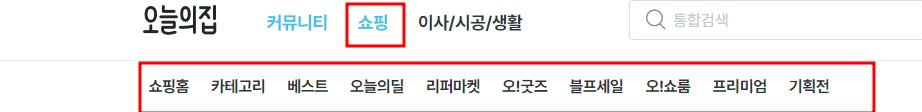 오늘의집 커뮤니티 쇼핑 이사/시공/생활 통합검색
쇼핑홈 카테고리 베스트 오늘의딜 리퍼마켓 오!굿즈 블프세일 오!쇼룸 프리미엄 기획전